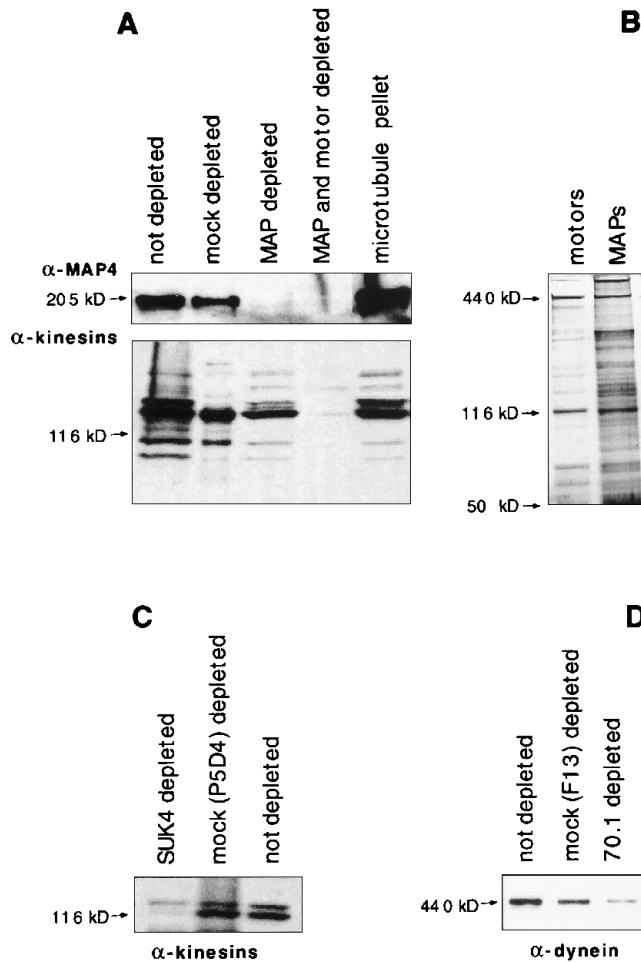 A
B
not depleted
mock depleted
MAP depleted
MAP and motor depleted
microtubule pellet
motors
MAPs
α-MAP4
205 kD
440 kD
α-kinesins
116 kD
116 kD
50 kD
C
D
SUK4 depleted
mock (P5D4) depleted
not depleted
not depleted
mock (F13) depleted
70.1 depleted
116 kD
440 kD
α-kinesins
α-dynein